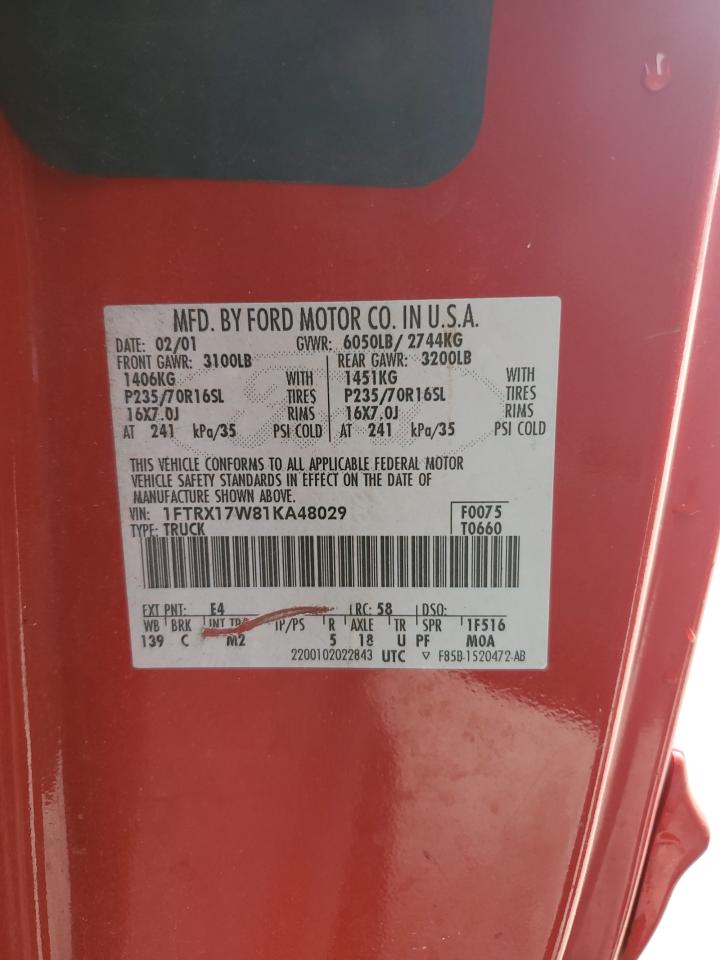 MFD. BY FORD MOTOR CO. IN U.S.A.
DATE: 02/01 GVWR: 6050LB/ 2744KG
FRONT GAWR: 3100LB REAR GAWR: 3200LB
1406KG WITH 1451KG WITH
P235/70R16SL TIRES P235/70R16SL TIRES
16X7.0J RIMS 16X7.0J RIMS
AT 241 kPa/35 PSI COLD AT 241 kPa/35 PSI COLD
THIS VEHICLE CONFORMS TO ALL APPLICABLE FEDERAL MOTOR
VEHICLE SAFETY STANDARDS IN EFFECT ON THE DATE OF
MANUFACTURE SHOWN ABOVE.
VIN: 1FTRX17W81KA48029 F0075
TYPE: TRUCK T0660
EXT PNT: E4 RC: 58 DSO:
WB BRK INT TP/PS R AXLE TR SPR 1F516
139 C M2 5 18 U PF MOA
2200102022843 UTC ▽ F85B-1520472-AB